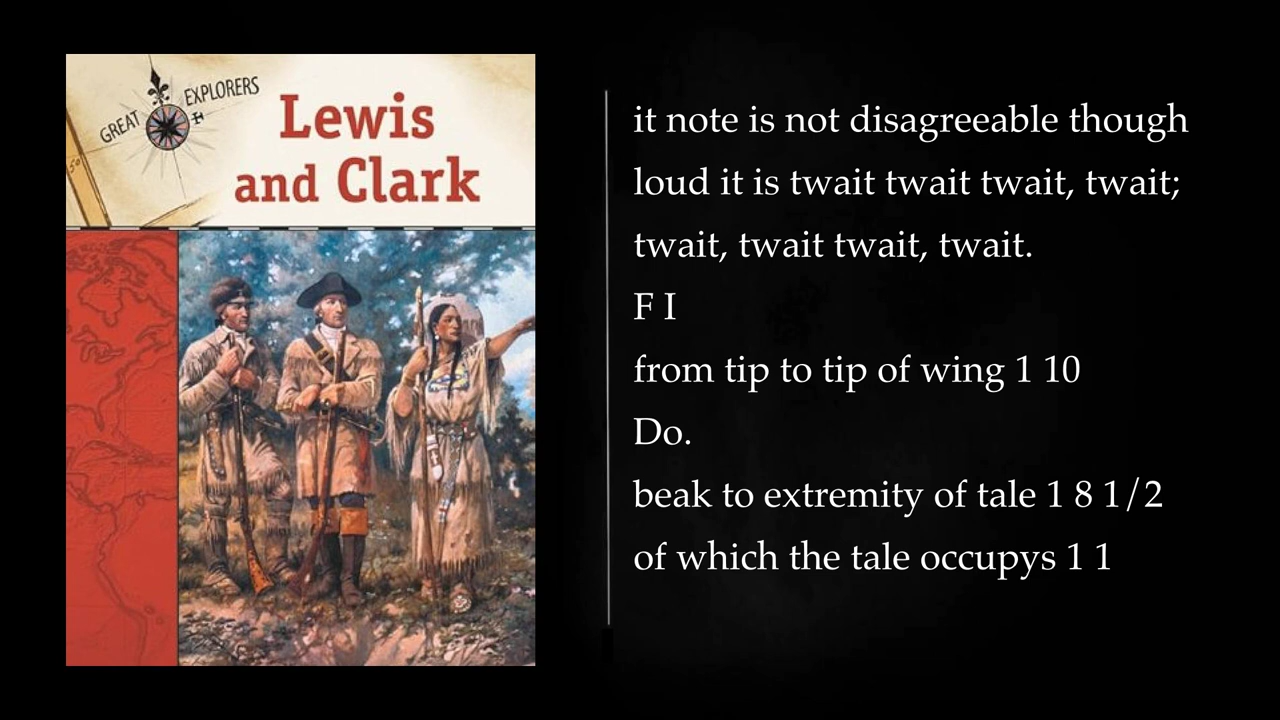 GREAT EXPLORERS
Lewis
and Clark
50
it note is not disagreeable though
loud it is twait twait twait, twait;
twait, twait twait, twait.
F I
from tip to tip of wing 1 10
Do.
beak to extremity of tale 1 8 1/2
of which the tale occupys 1 1